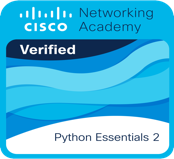 Networking
CISCO Academy
Verified
Python Essentials 2